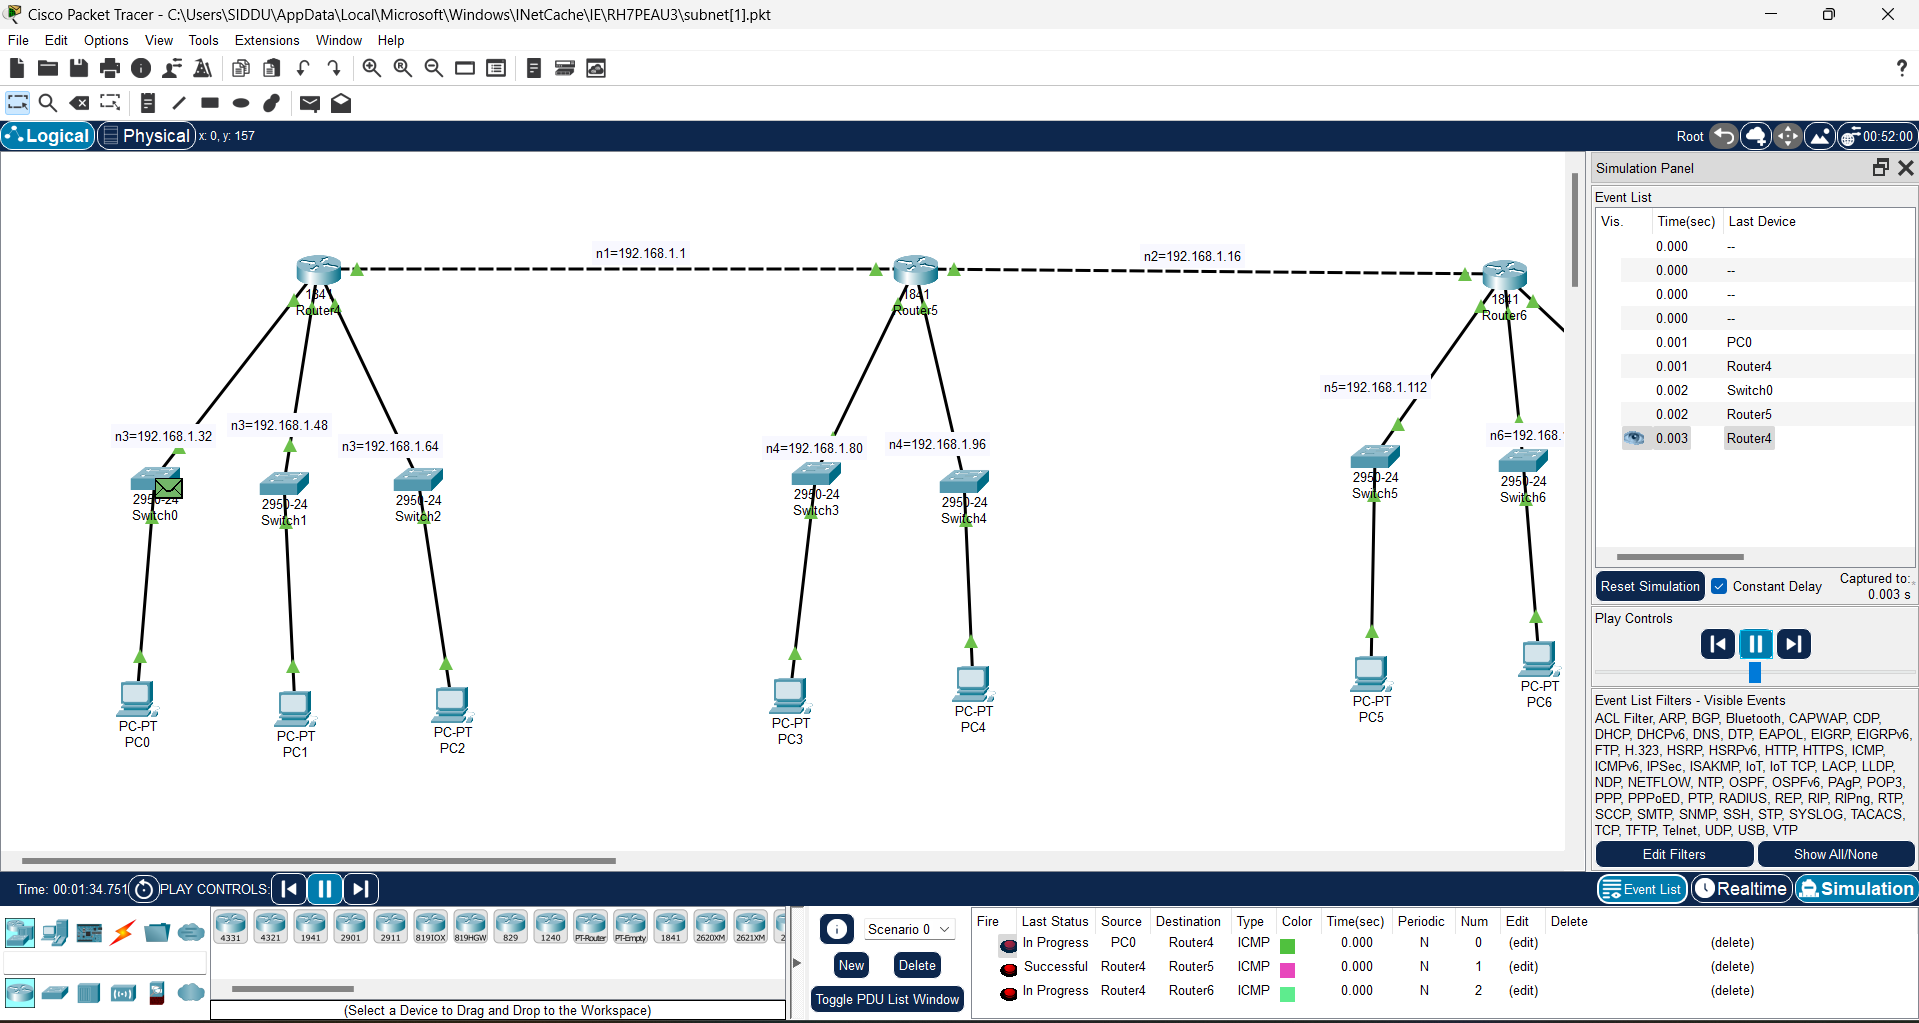 Cisco Packet Tracer - C:\Users\SIDDU\AppData\Local\Microsoft\Windows\INetCache\IE\RH7PEAU3\subnet[1].pkt
File Edit Options View Tools Extensions Window Help
Logical Physical x: 0, y: 157
Root 00:52:00
n1=192.168.1.1
n2=192.168.1.16
1841
Router4
1841
Router5
1841
Router6
n5=192.168.1.112
n3=192.168.1.32
n3=192.168.1.48
n3=192.168.1.64
n4=192.168.1.80
n4=192.168.1.96
n6=192.168.
2950-24
Switch0
2950-24
Switch1
2950-24
Switch2
2950-24
Switch3
2950-24
Switch4
2950-24
Switch5
2950-24
Switch6
PC-PT
PC0
PC-PT
PC1
PC-PT
PC2
PC-PT
PC3
PC-PT
PC4
PC-PT
PC5
PC-PT
PC6
Simulation Panel
Event List
Vis. Time(sec) Last Device
0.000 --
0.000 --
0.000 --
0.000 --
0.001 PC0
0.001 Router4
0.002 Switch0
0.002 Router5
0.003 Router4
Reset Simulation Constant Delay Captured to:
0.003 s
Play Controls
Event List Filters - Visible Events
ACL Filter, ARP, BGP, Bluetooth, CAPWAP, CDP,
DHCP, DHCPv6, DNS, DTP, EAPOL, EIGRP, EIGRPv6,
FTP, H.323, HSRP, HSRPv6, HTTP, HTTPS, ICMP,
ICMPv6, IPSec, ISAKMP, IoT, IoT TCP, LACP, LLDP,
NDP, NETFLOW, NTP, OSPF, OSPFv6, PAgP, POP3,
PPP, PPPoED, PTP, RADIUS, REP, RIP, RIPng, RTP,
SCCP, SMTP, SNMP, SSH, STP, SYSLOG, TACACS,
TCP, TFTP, Telnet, UDP, USB, VTP
Edit Filters Show All/None
Time: 00:01:34.751 PLAY CONTROLS:
Event List Realtime Simulation
4331 4321 1941 2901 2911 819IOX 819HGW 829 1240 PT-Router PT-Empty 1841 2620XM 2621XM 2
(Select a Device to Drag and Drop to the Workspace)
Scenario 0
New Delete
Toggle PDU List Window
Fire Last Status Source Destination Type Color Time(sec) Periodic Num Edit Delete
In Progress PC0 Router4 ICMP 0.000 N 0 (edit) (delete)
Successful Router4 Router5 ICMP 0.000 N 1 (edit) (delete)
In Progress Router4 Router6 ICMP 0.000 N 2 (edit) (delete)